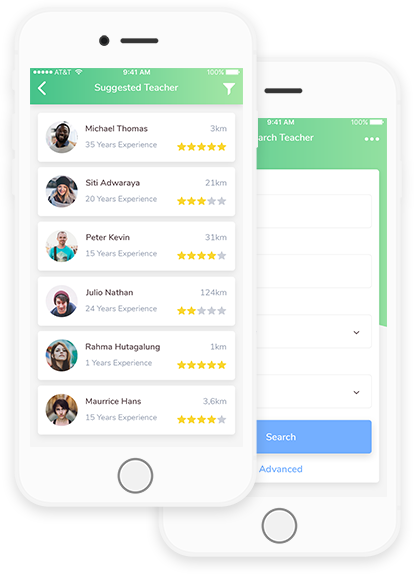 AT&T 9:41 AM 100%
Suggested Teacher
Michael Thomas 3km
35 Years Experience
Siti Adwaraya 21km
20 Years Experience
Peter Kevin 31km
15 Years Experience
Julio Nathan 124km
24 Years Experience
Rahma Hutagalung 1km
1 Years Experience
Maurrice Hans 3,6km
15 Years Experience
9:41 AM 100%
arch Teacher
Search
Advanced